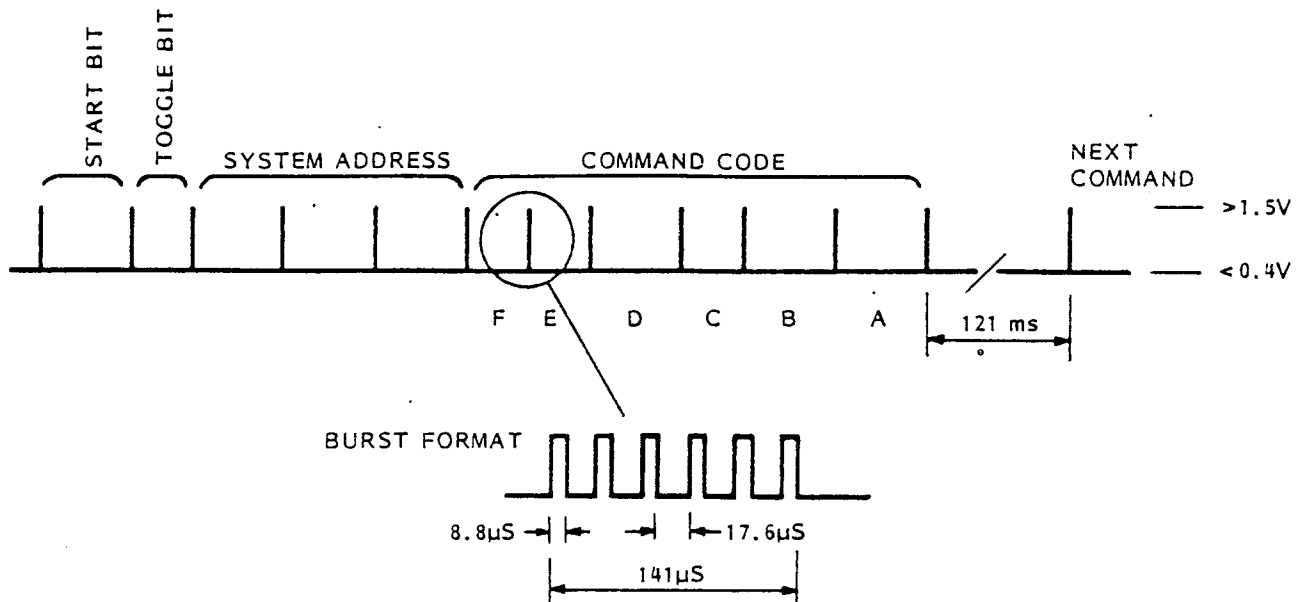 START BIT
TOGGLE BIT
SYSTEM ADDRESS
COMMAND CODE
NEXT
COMMAND
>1.5V
<0.4V
F E D C B A
121 ms
BURST FORMAT
8.8µS
17.6µS
141µS